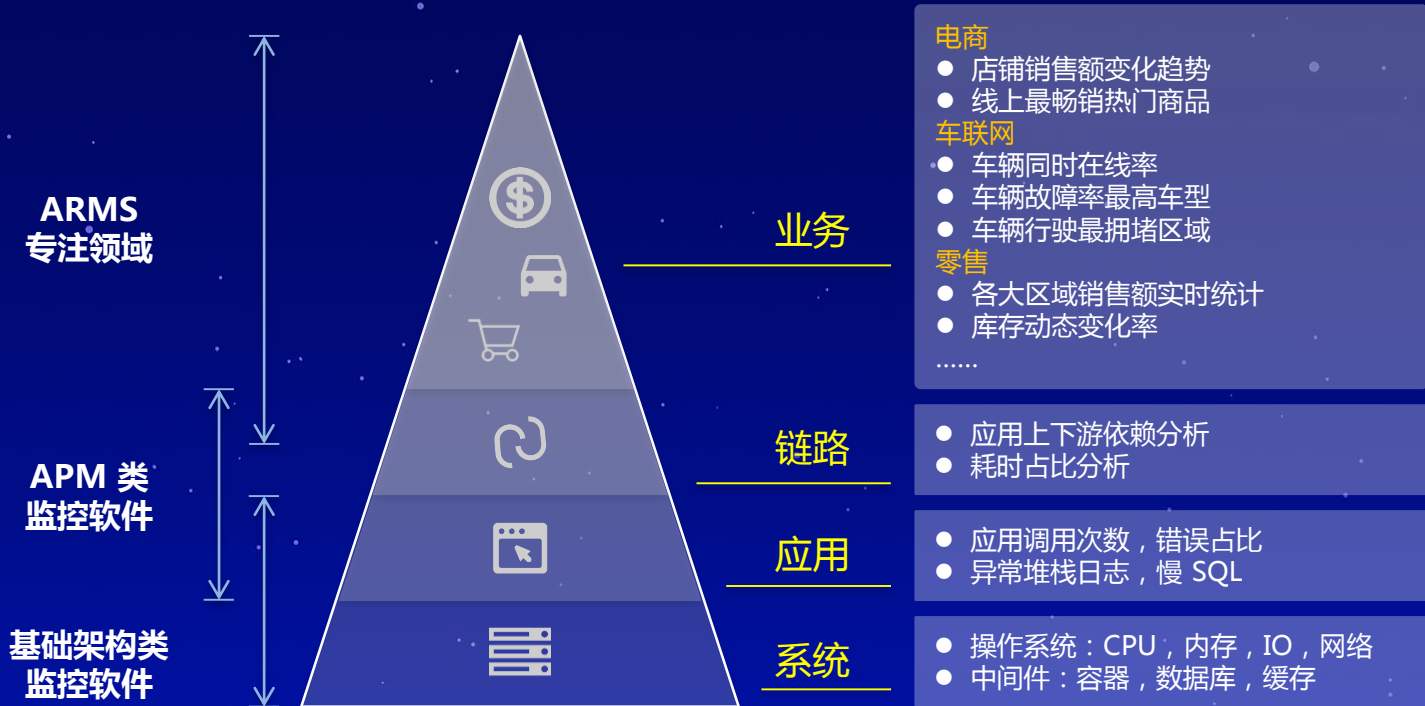 ARMS
专注领域
APM 类
监控软件
基础架构类
监控软件
业务
链路
应用
系统
电商
● 店铺销售额变化趋势
● 线上最畅销热门商品
车联网
● 车辆同时在线率
● 车辆故障率最高车型
● 车辆行驶最拥堵区域
零售
● 各大区域销售额实时统计
● 库存动态变化率
......
● 应用上下游依赖分析
● 耗时占比分析
● 应用调用次数，错误占比
● 异常堆栈日志，慢 SQL
● 操作系统：CPU，内存，IO，网络
● 中间件：容器，数据库，缓存